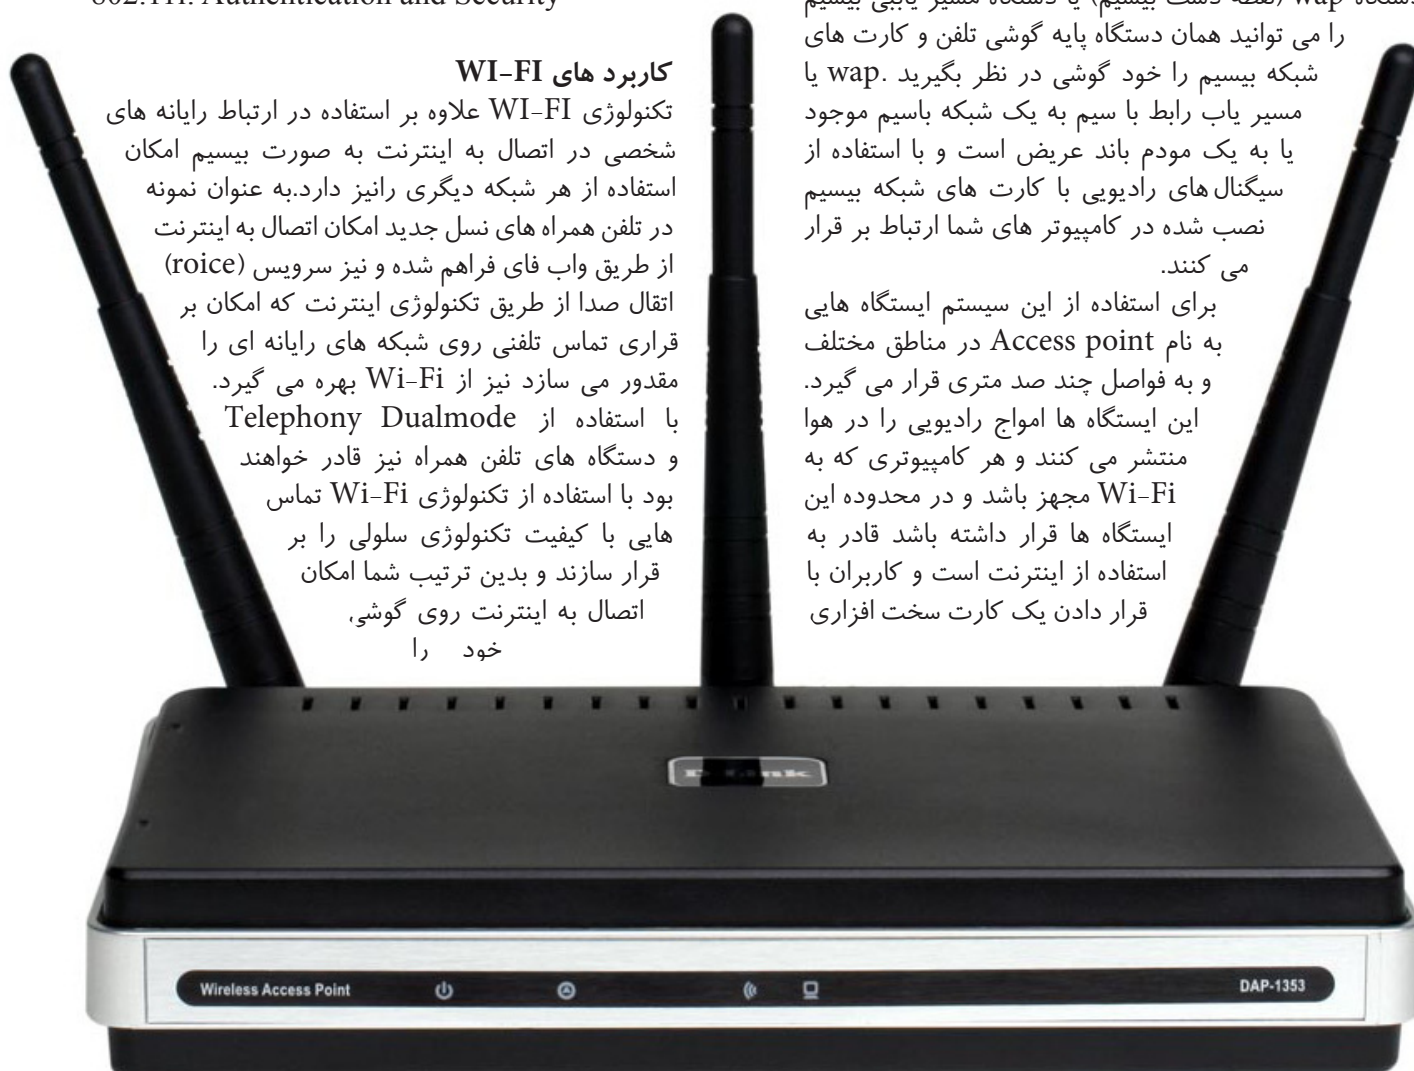 دستگاه wap (نقطه دست بیسیم) یا دستگاه مسیر یابی بیسیم
را می توانید همان دستگاه پایه گوشی تلفن و کارت های
شبکه بیسیم را خود گوشی در نظر بگیرید .wap یا
مسیر یاب رابط با سیم به یک شبکه باسیم موجود
یا به یک مودم باند عریض است و با استفاده از
سیگنال های رادیویی با کارت های شبکه بیسیم
نصب شده در کامپیوتر های شما ارتباط بر قرار
می کنند.
برای استفاده از این سیستم ایستگاه هایی
به نام Access point در مناطق مختلف
و به فواصل چند صد متری قرار می گیرد.
این ایستگاه ها امواج رادیویی را در هوا
منتشر می کنند و هر کامپیوتری که به
Wi-Fi مجهز باشد و در محدوده این
ایستگاه ها قرار داشته باشد قادر به
استفاده از اینترنت است و کاربران با
قرار دادن یک کارت سخت افزاری
802.11i: Authentication and Security
کاربرد های WI-FI
تکنولوژی WI-FI علاوه بر استفاده در ارتباط رایانه های
شخصی در اتصال به اینترنت به صورت بیسیم امکان
استفاده از هر شبکه دیگری رانیز دارد.به عنوان نمونه
در تلفن همراه های نسل جدید امکان اتصال به اینترنت
از طریق واب فای فراهم شده و نیز سرویس (roice)
اتقال صدا از طریق تکنولوژی اینترنت که امکان بر
قراری تماس تلفنی روی شبکه های رایانه ای را
مقدور می سازد نیز از Wi-Fi بهره می گیرد.
با استفاده از Telephony Dualmode
و دستگاه های تلفن همراه نیز قادر خواهند
بود با استفاده از تکنولوژی Wi-Fi تماس
هایی با کیفیت تکنولوژی سلولی را بر
قرار سازند و بدین ترتیب شما امکان
اتصال به اینترنت روی گوشی
خود را
D-Link
Wireless Access Point
DAP-1353